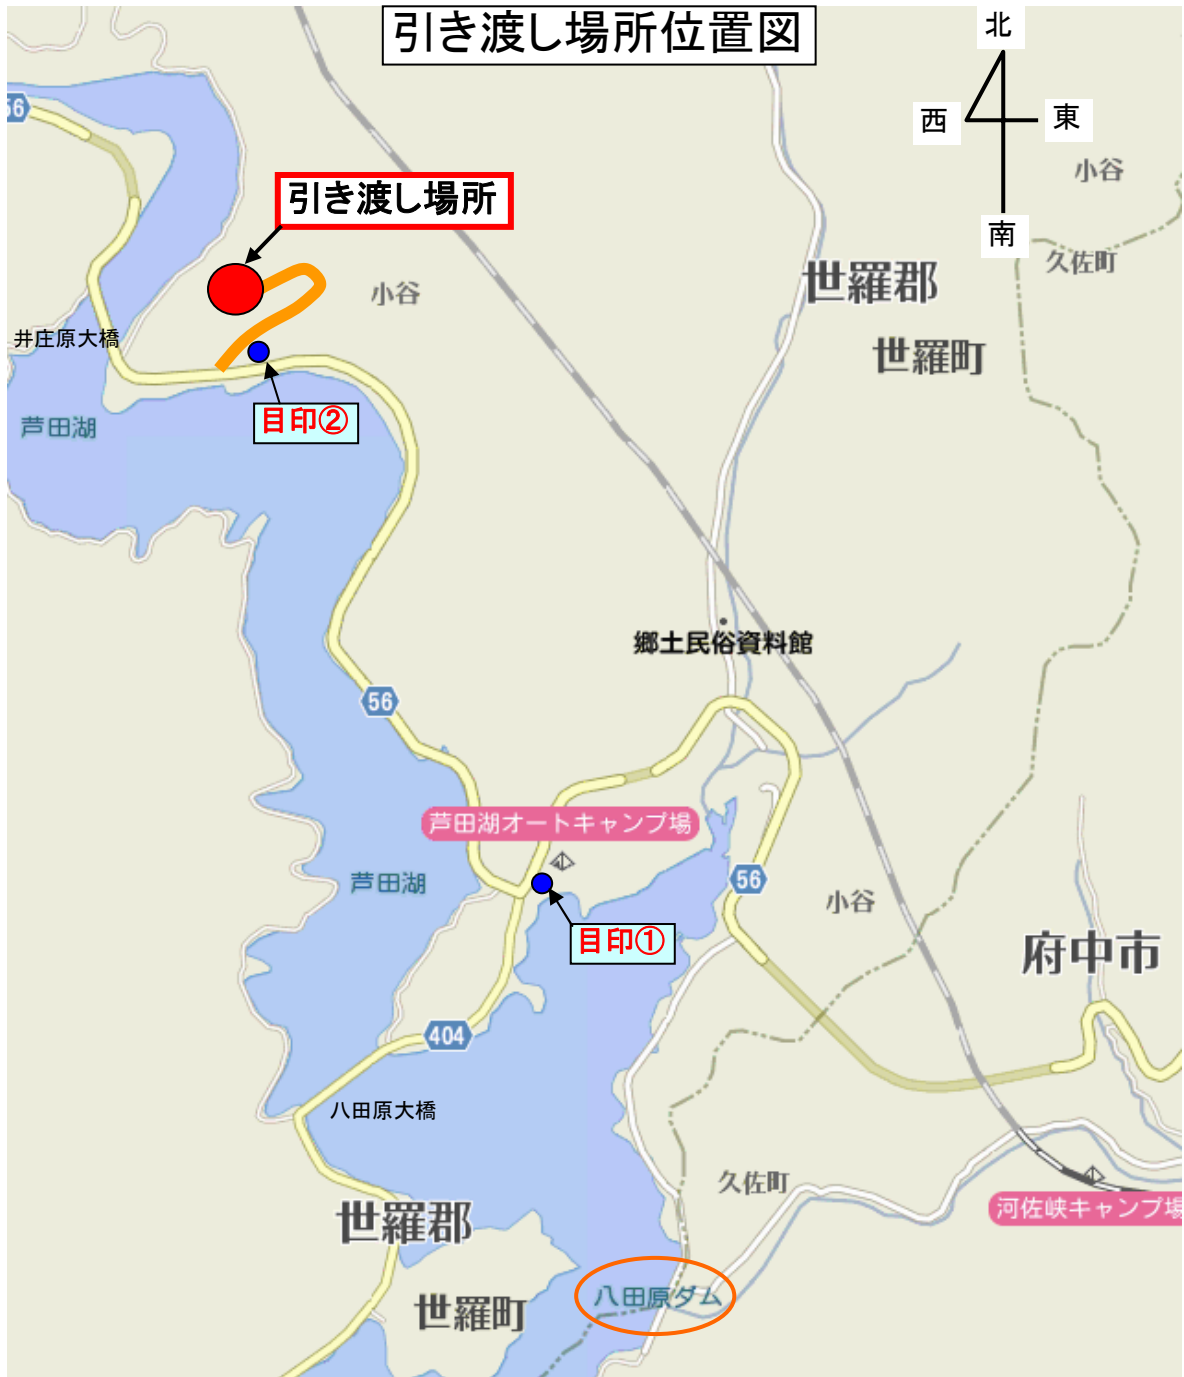 引き渡し場所位置図
北
西
東
南
56
引き渡し場所
小谷
久佐町
小谷
世羅郡
世羅町
井庄原大橋
目印②
芦田湖
郷土民俗資料館
56
芦田湖オートキャンプ場
芦田湖
56
小谷
目印①
府中市
404
八田原大橋
久佐町
河佐峡キャンプ場
世羅郡
世羅町
八田原ダム